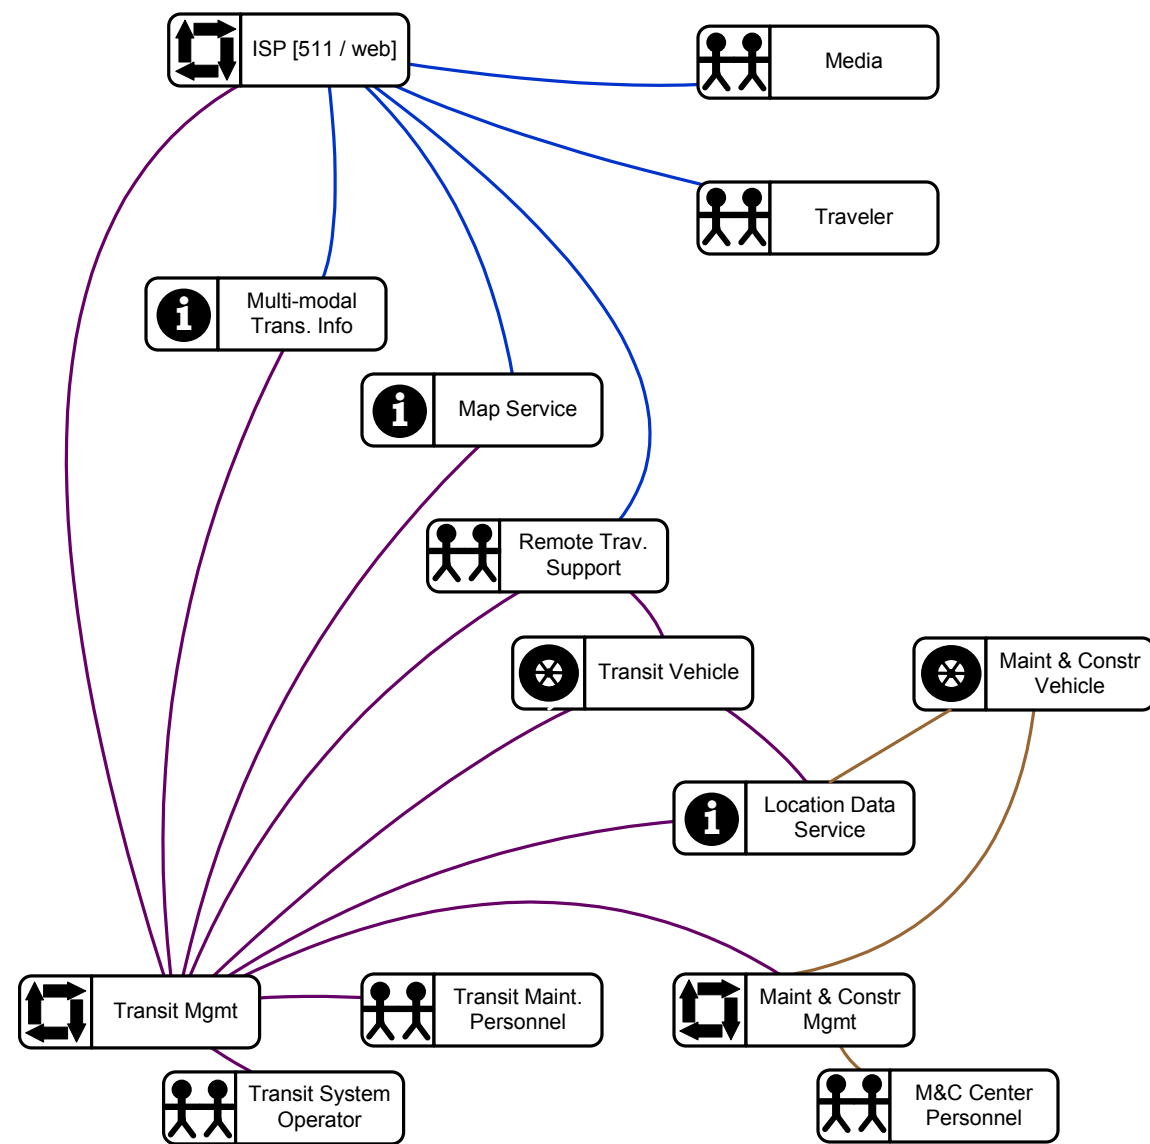 ISP [511 / web]
Media
Traveler
Multi-modal
Trans. Info
Map Service
Remote Trav.
Support
Transit Vehicle
Maint & Constr
Vehicle
Location Data
Service
Transit Mgmt
Transit Maint.
Personnel
Maint & Constr
Mgmt
Transit System
Operator
M&C Center
Personnel